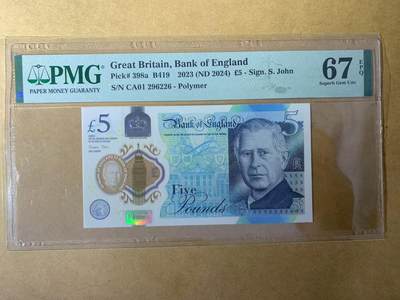 PMG
PAPER MONEY GUARANTY
Great Britain, Bank of England
Pick# 398a B419 2023 (ND 2024) £5 - Sign. S. John
S/N CA01 296226 - Polymer
67 EPQ
Superb Gem Unc
£5
Bank of England
5
Five
Pounds